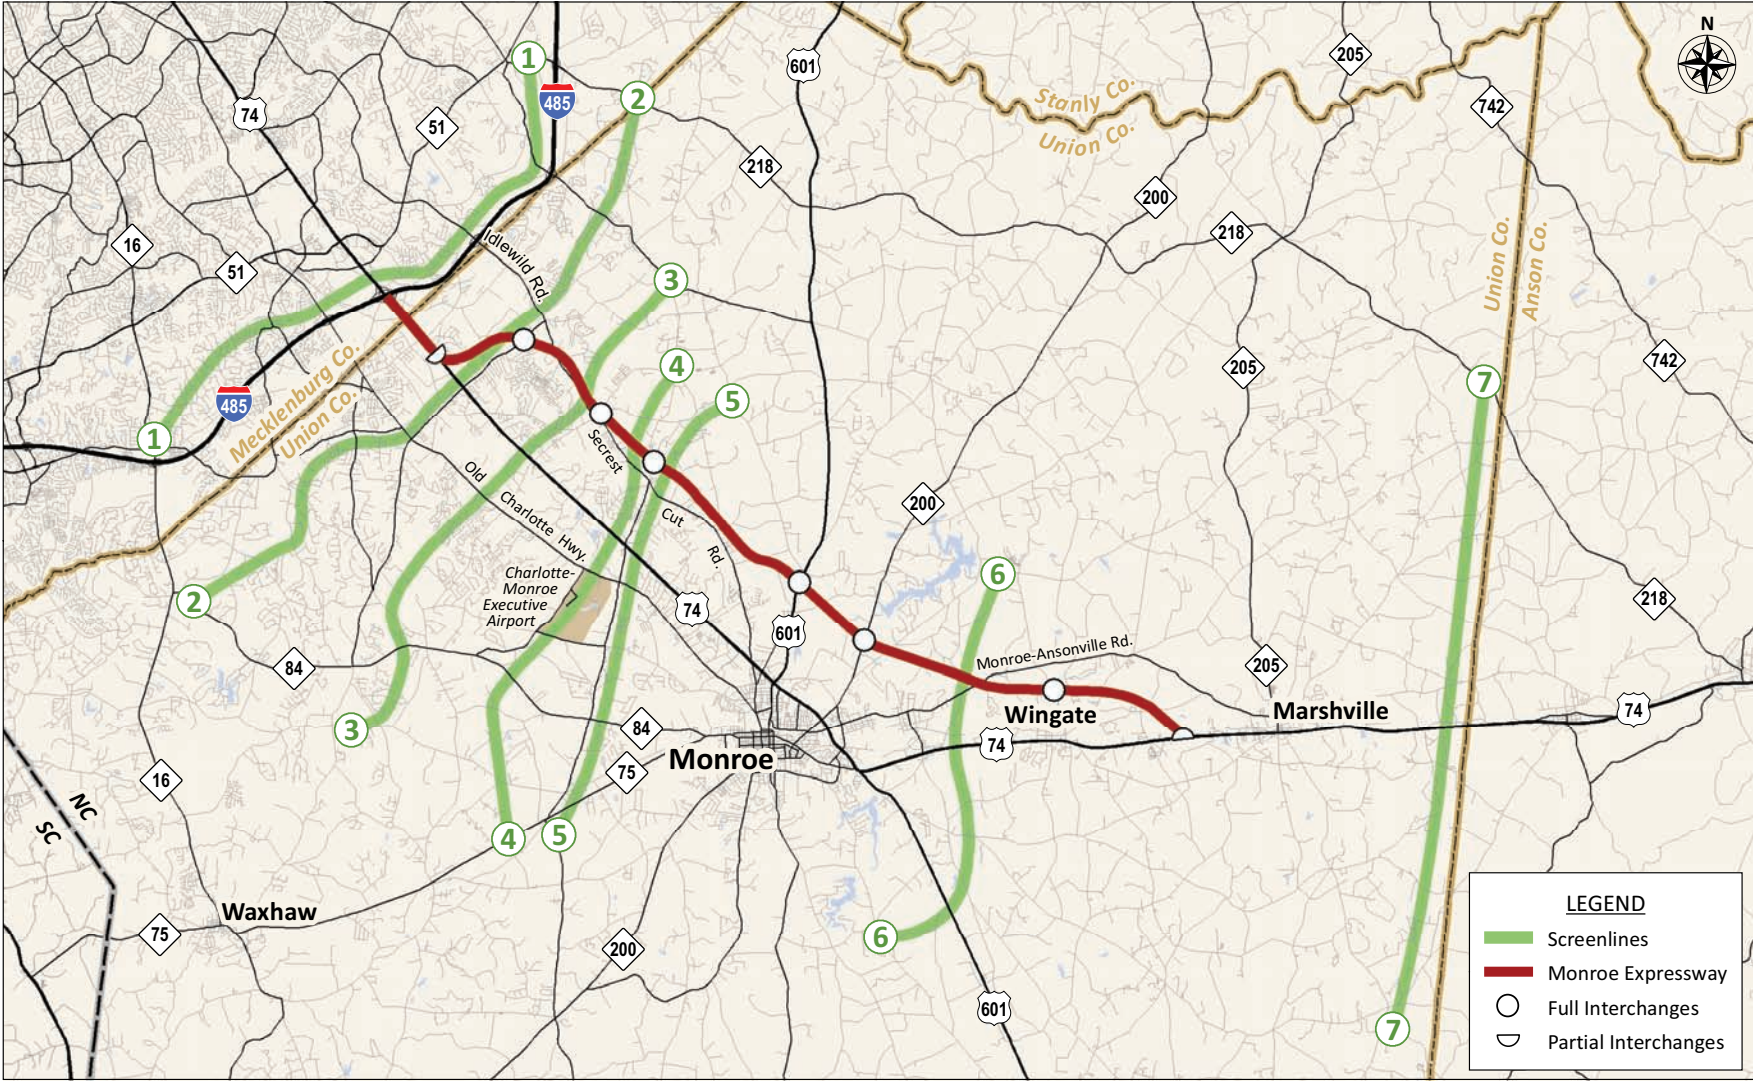 N
1
485
2
601
205
74
51
742
Stanly Co.
Union Co.
218
200
16
51
Idlewild Rd.
218
Union Co.
Anson Co.
3
4
205
742
7
5
485
Mecklenburg Co.
Union Co.
1
Secrest
Cut
Rd.
Old
Charlotte
Hwy.
200
Charlotte-
Monroe
Executive
Airport
6
2
74
601
218
Monroe-Ansonville Rd.
84
205
Wingate
Marshville
74
3
84
74
Monroe
75
16
NC
SC
4
5
Waxhaw
75
200
6
601
7
LEGEND
Screenlines
Monroe Expressway
Full Interchanges
Partial Interchanges